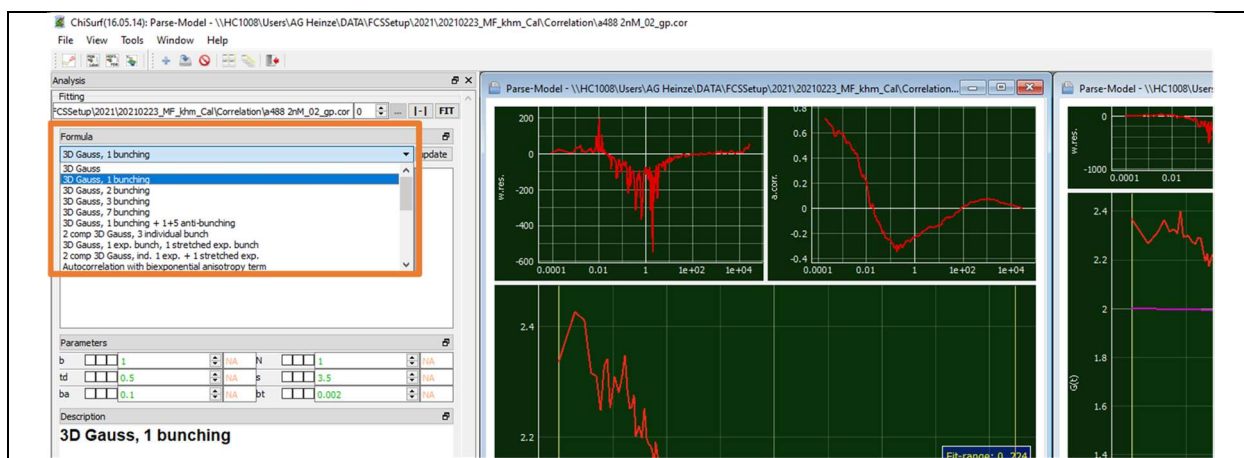 ChiSurf(16.05.14): Parse-Model - \\HC1008\Users\AG Heinze\DATA\FCSSetup\2021\20210223_MF_khm_Cal\Correlation\a488 2nM_02_gp.cor
File View Tools Window Help
Analysis
Fitting
FCSSetup\2021\20210223_MF_khm_Cal\Correlation\a488 2nM_02_gp.cor 0 ... |-| FIT
Formula
3D Gauss, 1 bunching update
3D Gauss
3D Gauss, 1 bunching
3D Gauss, 2 bunching
3D Gauss, 3 bunching
3D Gauss, 7 bunching
3D Gauss, 1 bunching + 1+5 anti-bunching
2 comp 3D Gauss, 3 individual bunch
3D Gauss, 1 exp. bunch, 1 stretched exp. bunch
2 comp 3D Gauss, ind. 1 exp. + 1 stretched exp.
Autocorrelation with biexponential anisotropy term
Parameters
b 1 NA N 1 NA
td 0.5 NA s 3.5 NA
ba 0.1 NA bt 0.002 NA
Description
3D Gauss, 1 bunching
Parse-Model - \\HC1008\Users\AG Heinze\DATA\FCSSetup\2021\20210223_MF_khm_Cal\Correlation...
200
0
-200
-400
-600
w.res.
0.0001 0.01 1 1e+02 1e+04
0.8
0.6
0.4
0.2
0
-0.2
-0.4
a.corr.
0.0001 0.01 1 1e+02 1e+04
2.4
2.2
Fit-range: 0, 224
Parse-Model - \\HC1008\Users
0
-1000
w.res.
0.0001 0.01
2.4
2.2
2
1.8
1.6
1.4
G(t)